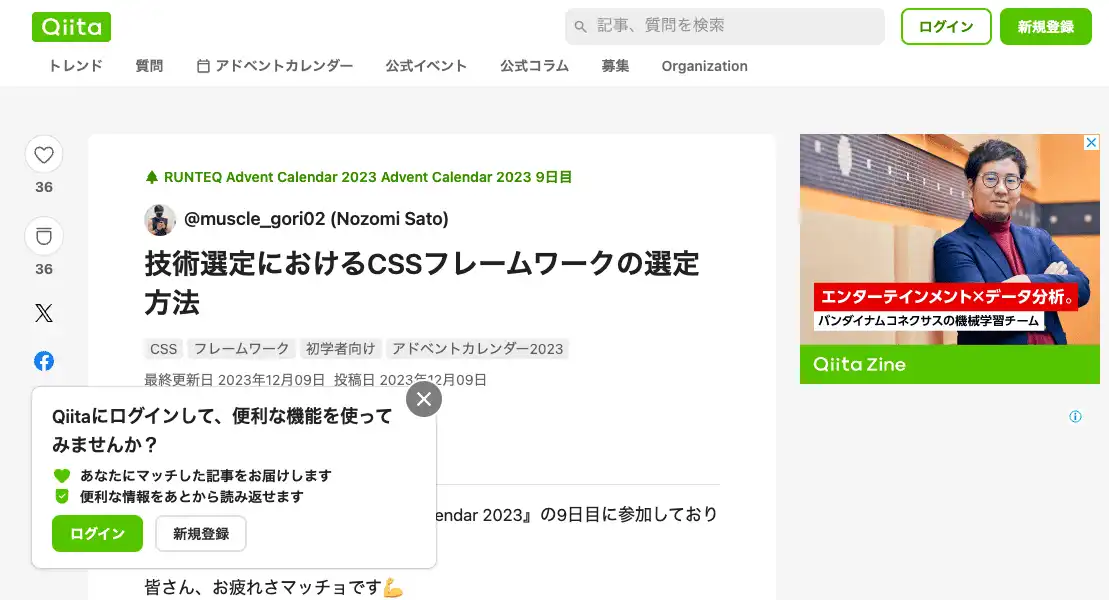 Qiita
記事、質問を検索
ログイン
新規登録
トレンド
質問
アドベントカレンダー
公式イベント
公式コラム
募集
Organization
36
36
RUNTEQ Advent Calendar 2023 Advent Calendar 2023 9日目
@muscle_gori02 (Nozomi Sato)
技術選定におけるCSSフレームワークの選定
方法
CSS
フレームワーク
初学者向け
アドベントカレンダー2023
最終更新日 2023年12月09日 投稿日 2023年12月09日
Qiitaにログインして、便利な機能を使って
みませんか？
あなたにマッチした記事をお届けします
便利な情報をあとから読み返せます
ログイン
新規登録
endar 2023』の9日目に参加しており
皆さん、お疲れさマッチョです💪
エンターテインメント×データ分析。
バンダイナムコネクサスの機械学習チーム
Qiita Zine